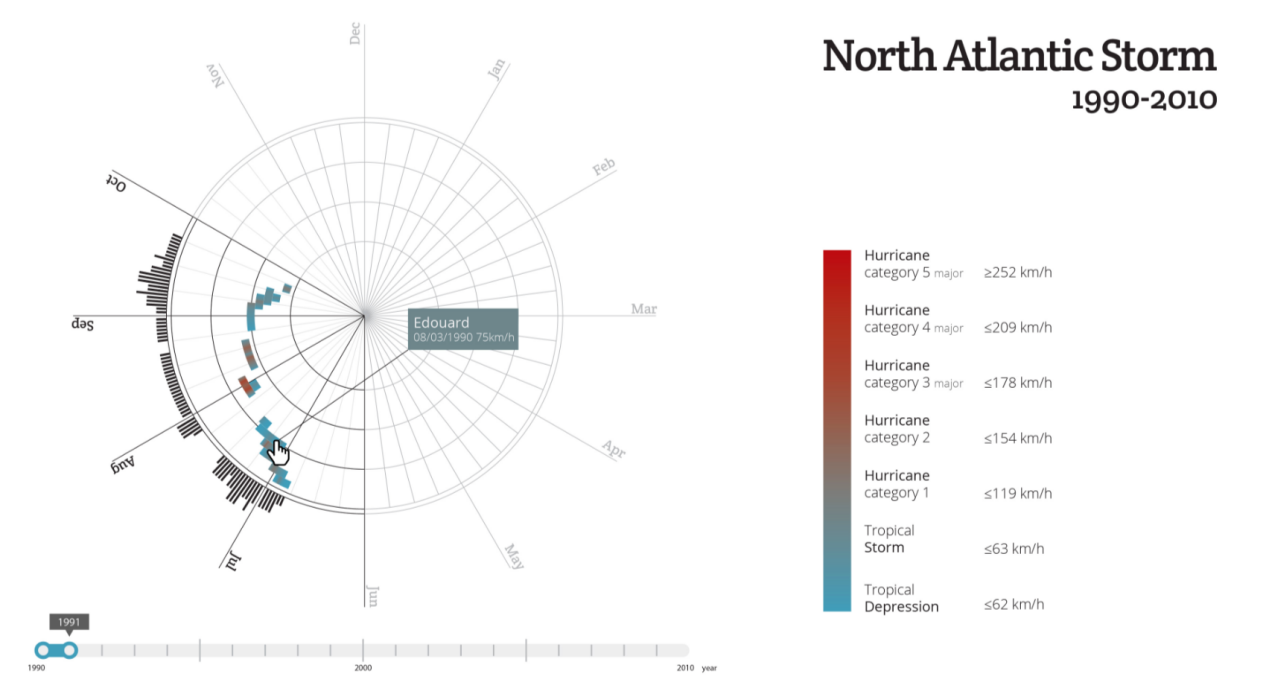 North Atlantic Storm
1990-2010
Dec
Jan
Feb
Mar
Apr
May
Jun
Jul
Aug
Sep
Oct
Nov
Edouard
08/03/1990 75km/h
Hurricane
category 5 major ≥252 km/h
Hurricane
category 4 major ≤209 km/h
Hurricane
category 3 major ≤178 km/h
Hurricane
category 2 ≤154 km/h
Hurricane
category 1 ≤119 km/h
Tropical
Storm ≤63 km/h
Tropical
Depression ≤62 km/h
1991
1990 2000 2010 year